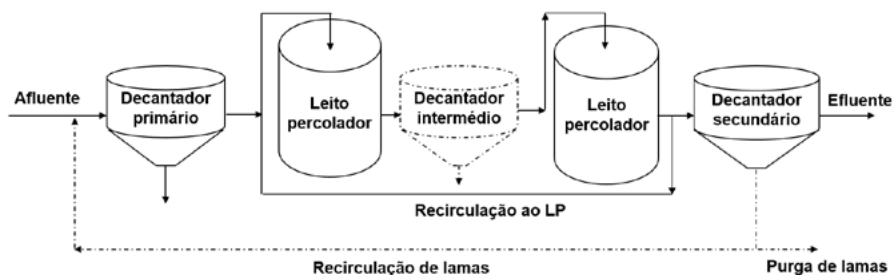 Afluente
Decantador
primário
Leito
percolador
Decantador
intermédio
Leito
percolador
Decantador
secundário
Efluente
Recirculação ao LP
Recirculação de lamas
Purga de lamas